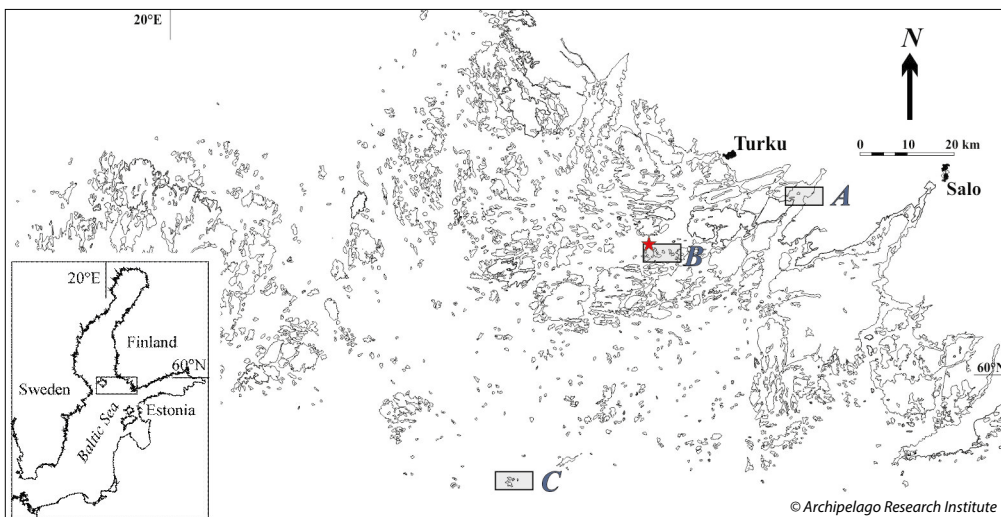 20°E
N
Turku
0 10 20 km
Salo
A
B
20°E
Finland
60°N
Sweden
Estonia
Baltic Sea
60°N
C
© Archipelago Research Institute